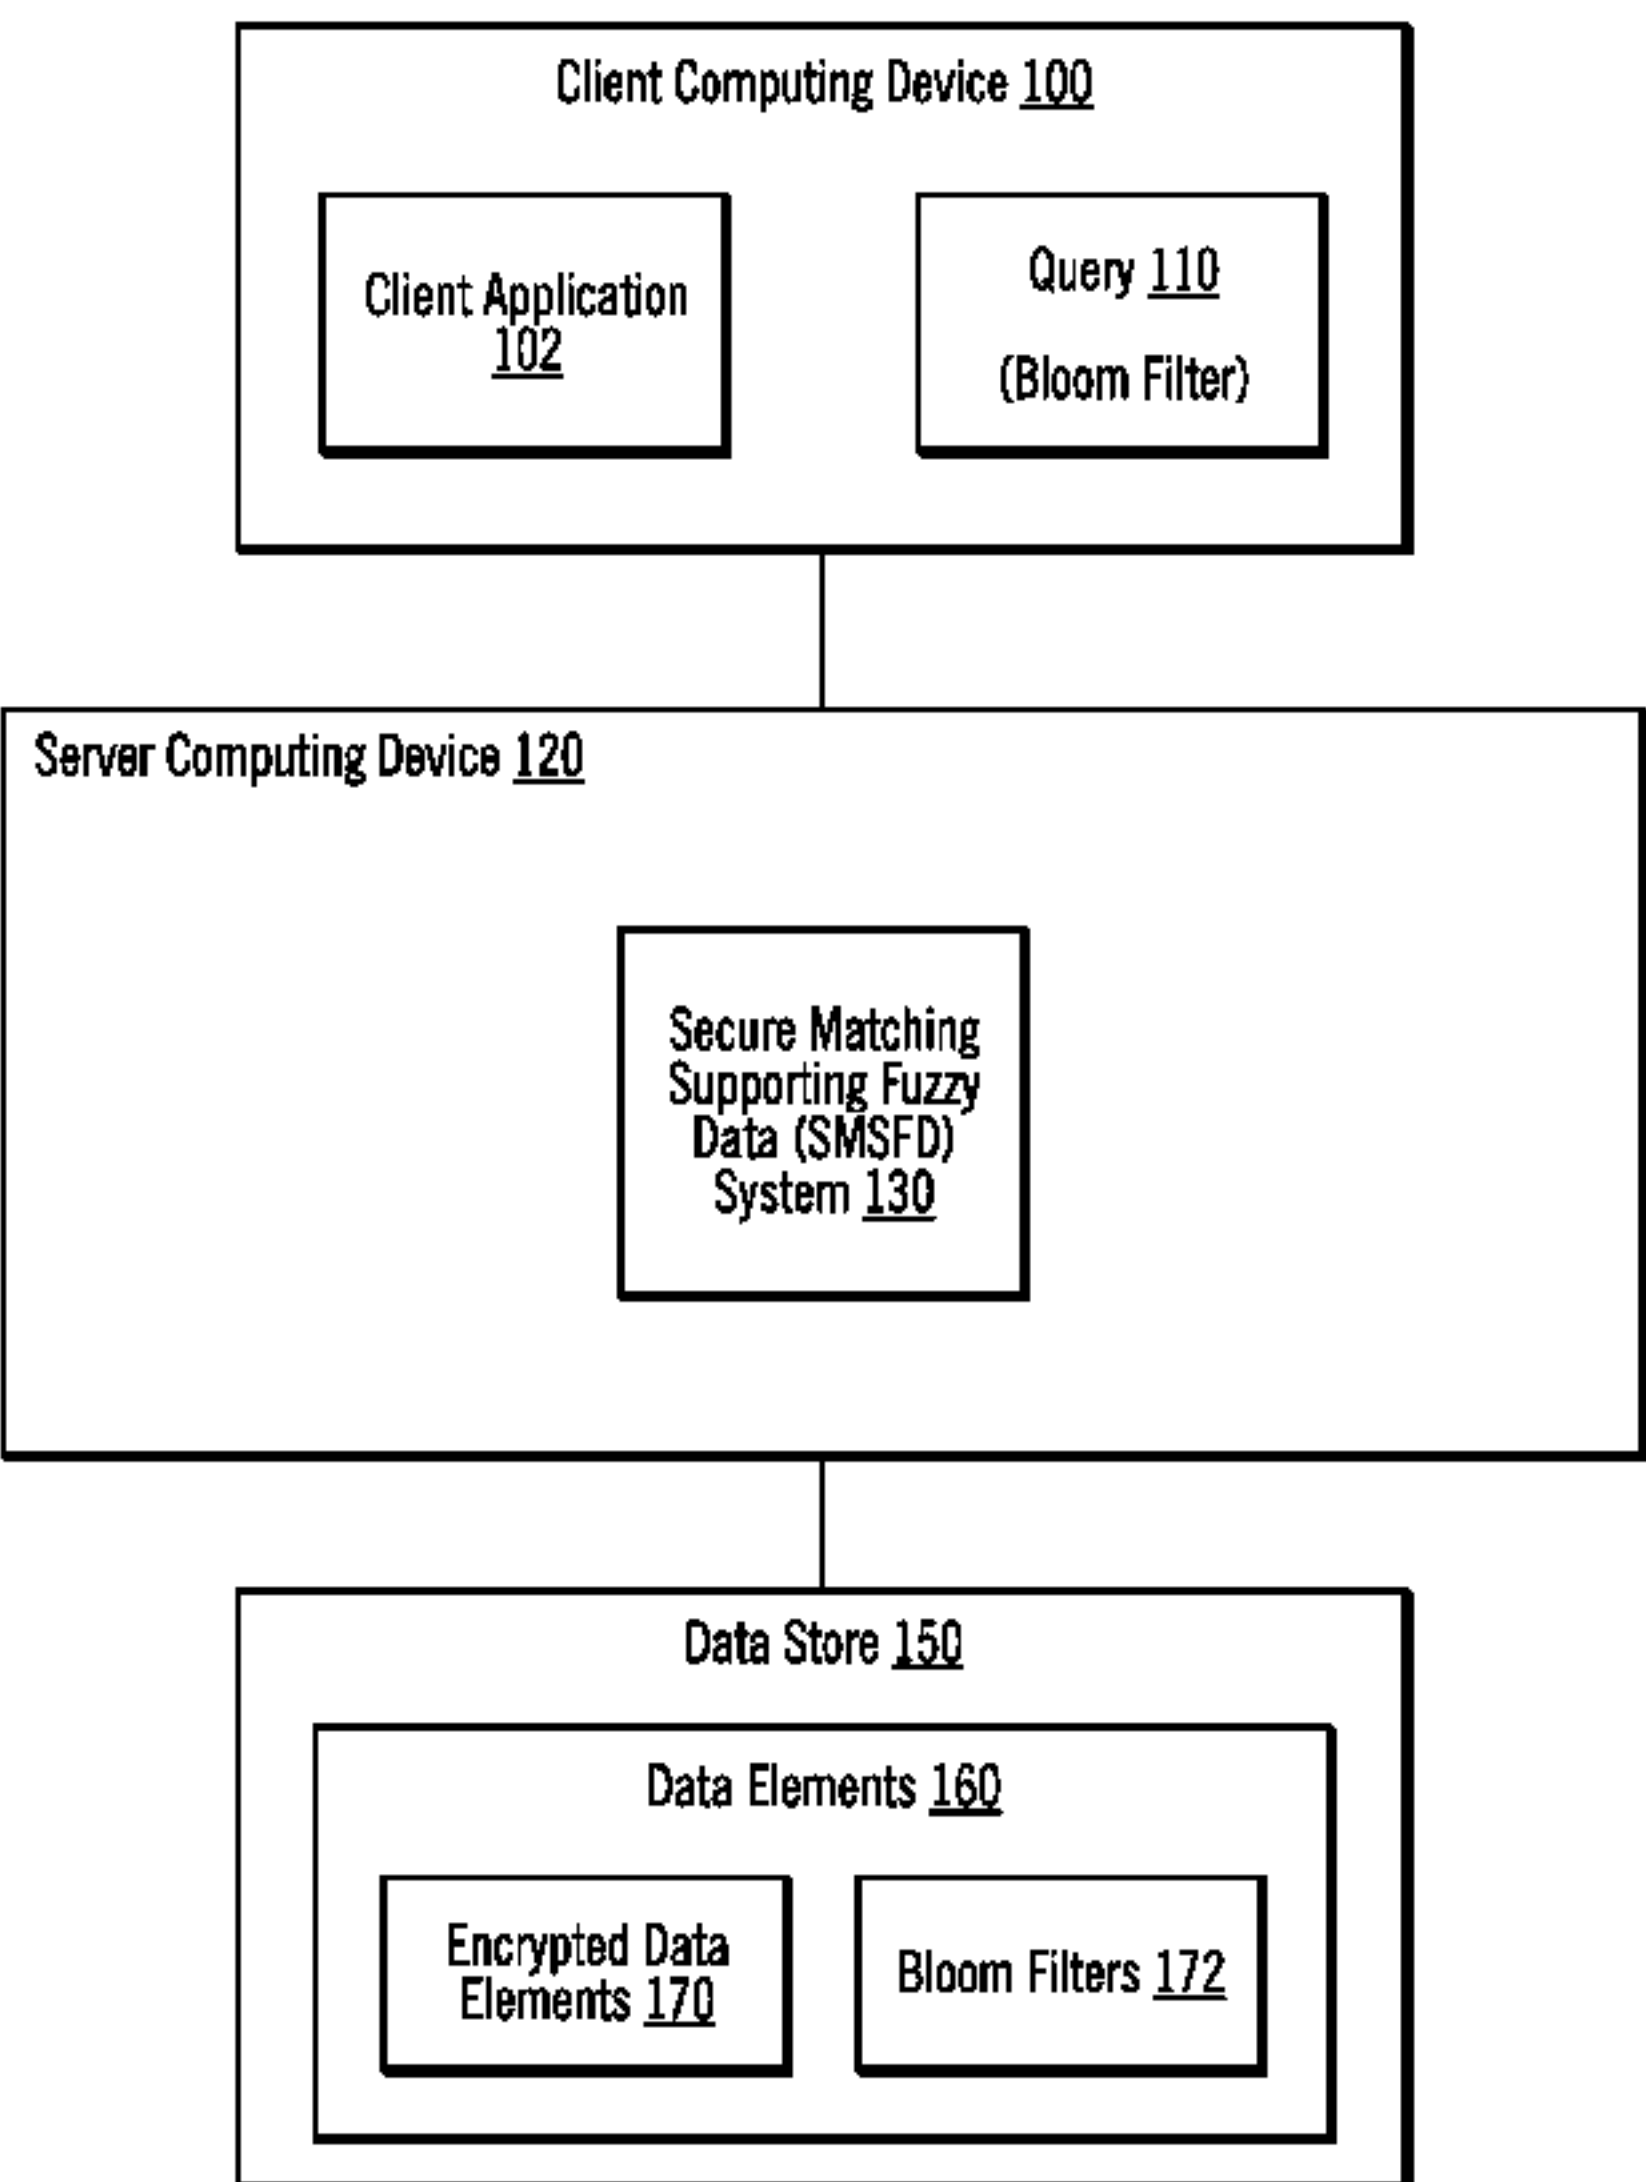 Client Computing Device 100
Client Application
102
Query 110
(Bloom Filter)
Server Computing Device 120
Secure Matching
Supporting Fuzzy
Data (SMSFD)
System 130
Data Store 150
Data Elements 160
Encrypted Data
Elements 170
Bloom Filters 172